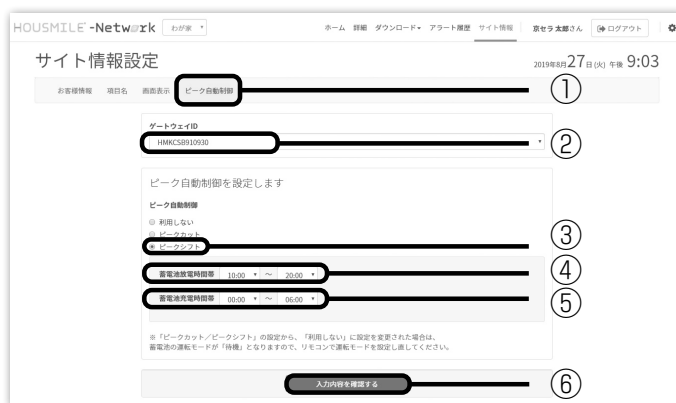 HOUSMILE-Network わが家 ホーム 詳細 ダウンロード アラート履歴 サイト情報 京セラ 太郎さん ログアウト
サイト情報設定 2019年8月27日(火) 午後 9:03
お客様情報 項目名 画面表示 ピーク自動制御 ①
ゲートウェイID
HMKCSB910930 ②
ピーク自動制御を設定します
ピーク自動制御
利用しない
ピークカット
ピークシフト ③
蓄電池放電時間帯 10:00 ～ 20:00 ④
蓄電池充電時間帯 00:00 ～ 06:00 ⑤
※「ピークカット／ピークシフト」の設定から、「利用しない」に設定を変更された場合は、
蓄電池の運転モードが「待機」となりますので、リモコンで運転モードを設定し直してください。
入力内容を確認する ⑥